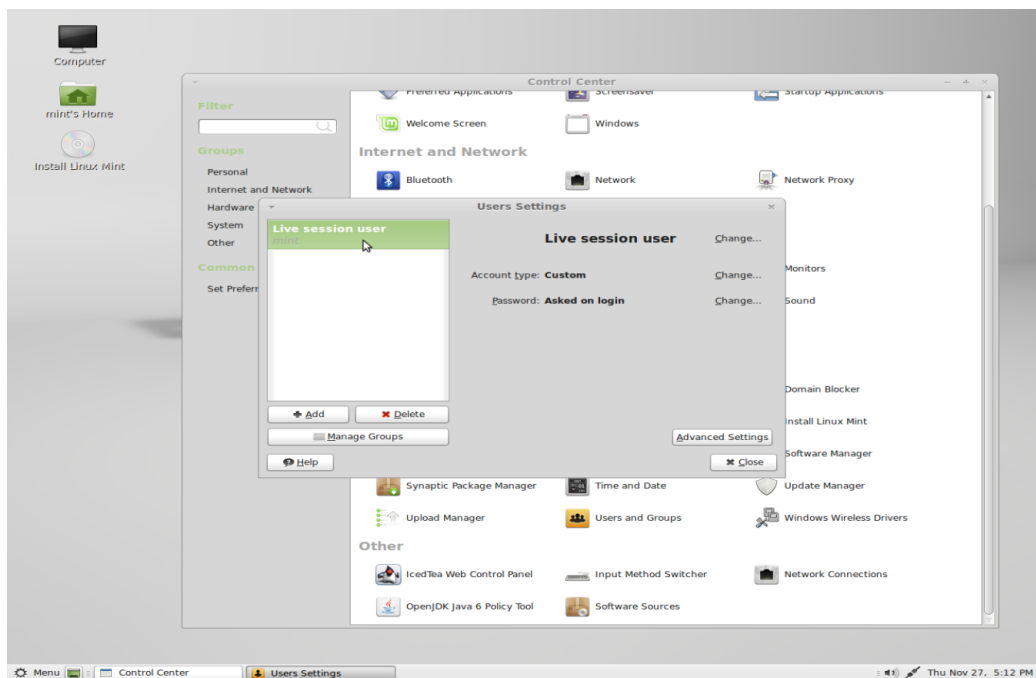 Computer
mint's Home
Install Linux Mint
Control Center
Filter
Groups
Personal
Internet and Network
Hardware
System
Other
Common
Set Preferr
Preferred Applications
Screensaver
Startup Applications
Welcome Screen
Windows
Internet and Network
Bluetooth
Network
Network Proxy
Users Settings
Live session user
mint
Live session user
Change...
Account type: Custom
Change...
Password: Asked on login
Change...
Add
Delete
Manage Groups
Advanced Settings
Help
Close
Monitors
Sound
Domain Blocker
Install Linux Mint
Software Manager
Synaptic Package Manager
Time and Date
Update Manager
Upload Manager
Users and Groups
Windows Wireless Drivers
Other
IcedTea Web Control Panel
Input Method Switcher
Network Connections
OpenJDK Java 6 Policy Tool
Software Sources
Menu
Control Center
Users Settings
Thu Nov 27, 5:12 PM